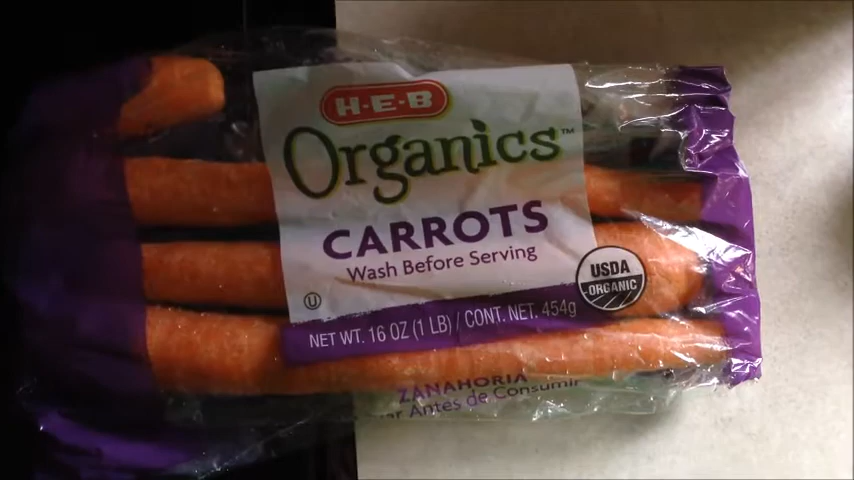 H-E-B
Organics™
CARROTS
Wash Before Serving
USDA
ORGANIC
U
NET WT. 16 OZ (1 LB) / CONT. NET. 454g
ZANAHORIA
Antes de Consumir